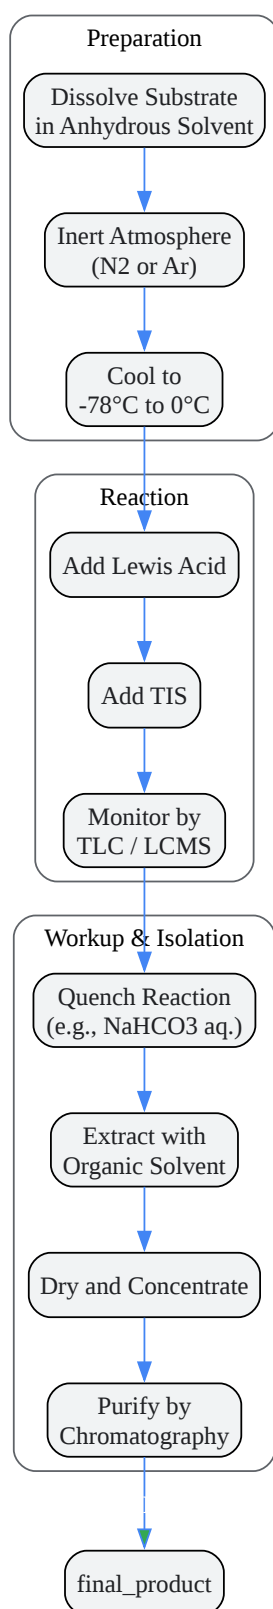 Preparation
Dissolve Substrate
in Anhydrous Solvent
Inert Atmosphere
(N2 or Ar)
Cool to
-78°C to 0°C
Reaction
Add Lewis Acid
Add TIS
Monitor by
TLC / LCMS
Workup & Isolation
Quench Reaction
(e.g., NaHCO3 aq.)
Extract with
Organic Solvent
Dry and Concentrate
Purify by
Chromatography
final_product